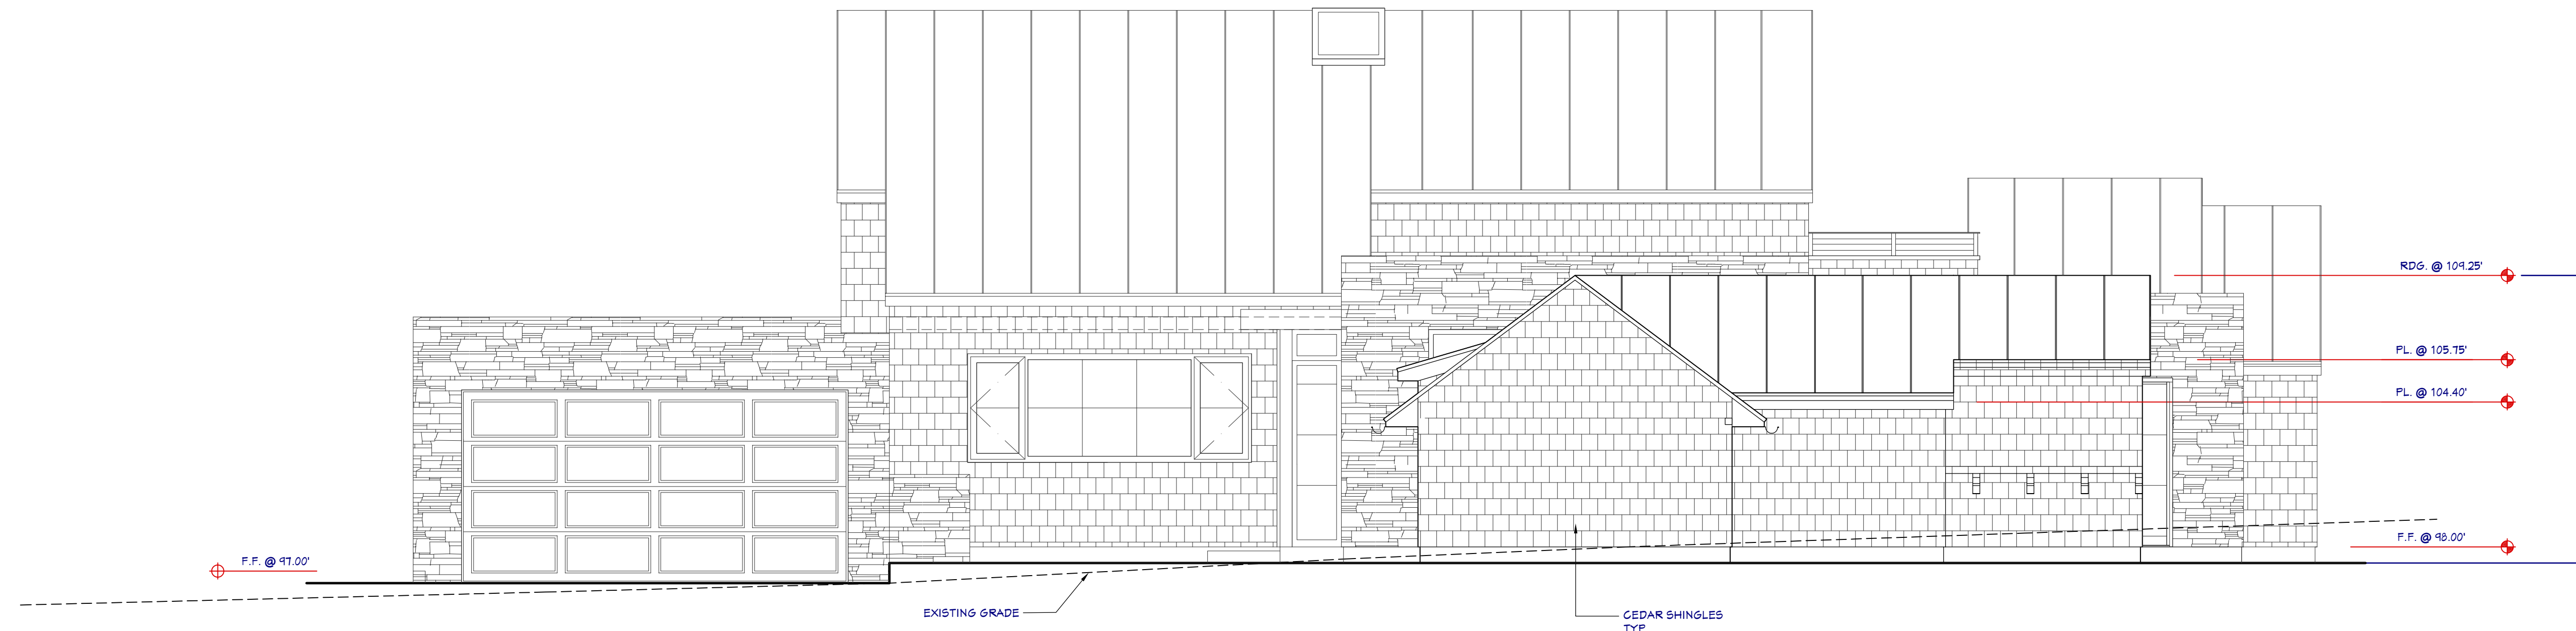 RDG. @ 109.25'
PL. @ 105.75'
PL. @ 104.40'
F.F. @ 97.00'
F.F. @ 98.00'
EXISTING GRADE
CEDAR SHINGLES
TYP